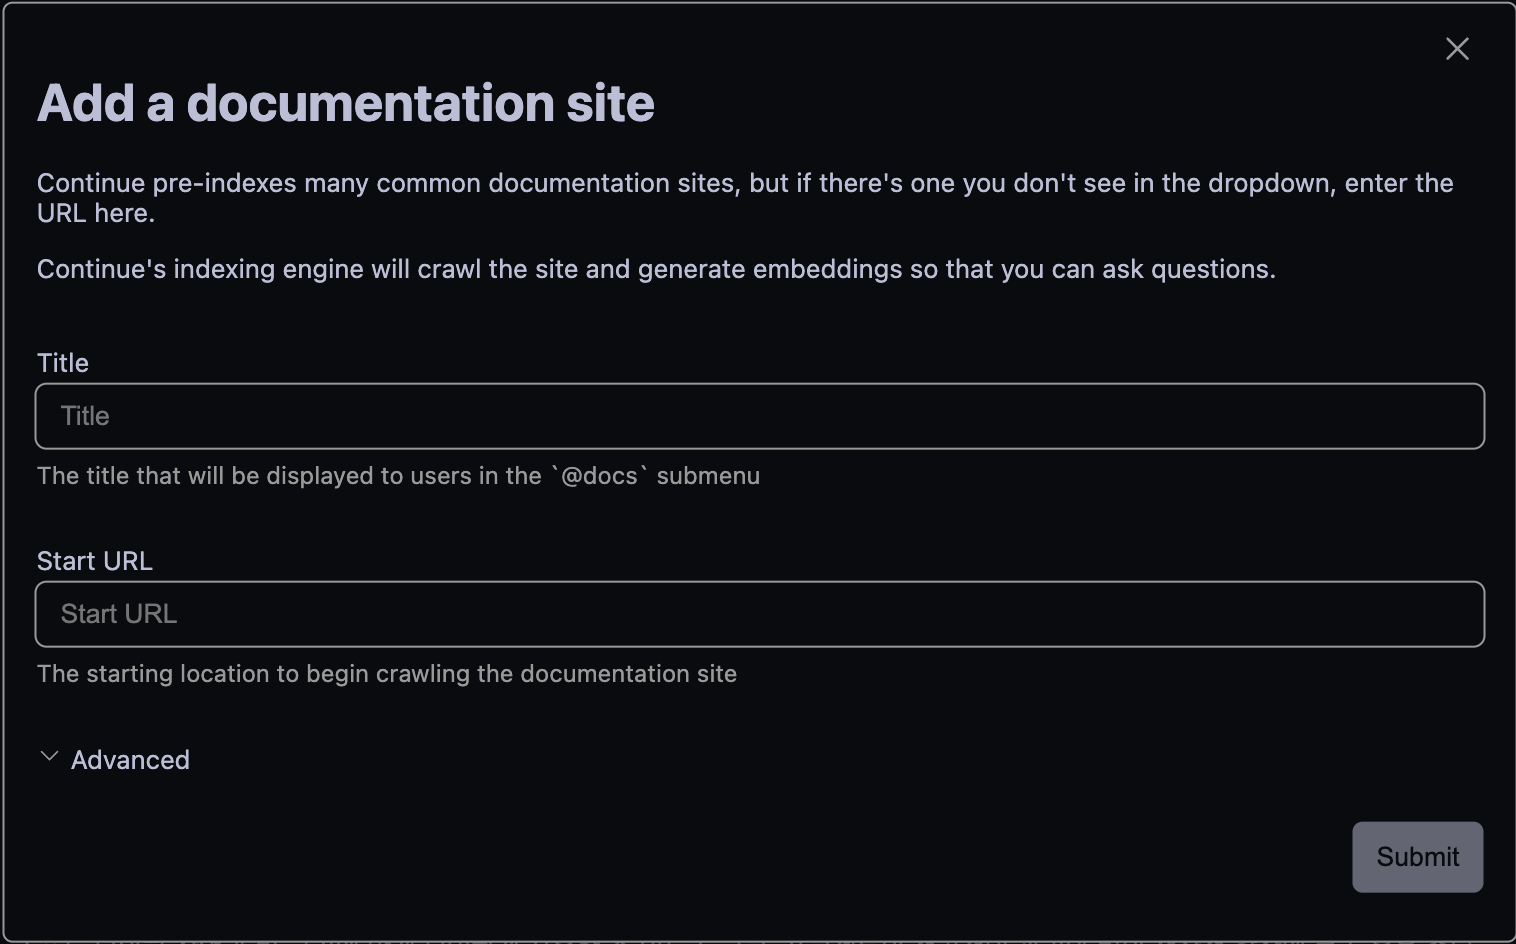 Add a documentation site
Continue pre-indexes many common documentation sites, but if there's one you don't see in the dropdown, enter the
URL here.
Continue's indexing engine will crawl the site and generate embeddings so that you can ask questions.
Title
Title
The title that will be displayed to users in the `@docs` submenu
Start URL
Start URL
The starting location to begin crawling the documentation site
Advanced
Submit